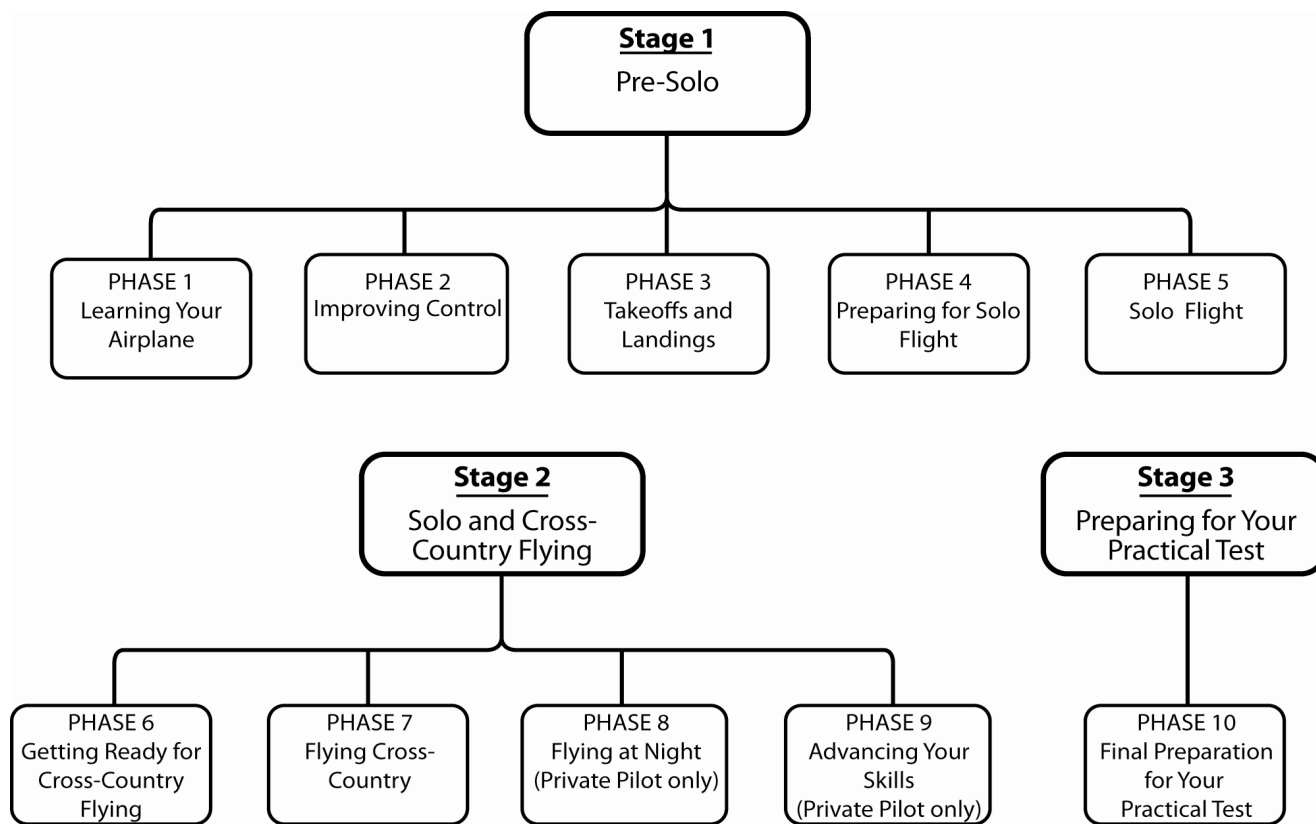 Stage 1
Pre-Solo
PHASE 1
Learning Your
Airplane
PHASE 2
Improving Control
PHASE 3
Takeoffs and
Landings
PHASE 4
Preparing for Solo
Flight
PHASE 5
Solo Flight
Stage 2
Solo and Cross-
Country Flying
Stage 3
Preparing for Your
Practical Test
PHASE 6
Getting Ready for
Cross-Country
Flying
PHASE 7
Flying Cross-
Country
PHASE 8
Flying at Night
(Private Pilot only)
PHASE 9
Advancing Your
Skills
(Private Pilot only)
PHASE 10
Final Preparation
for Your
Practical Test